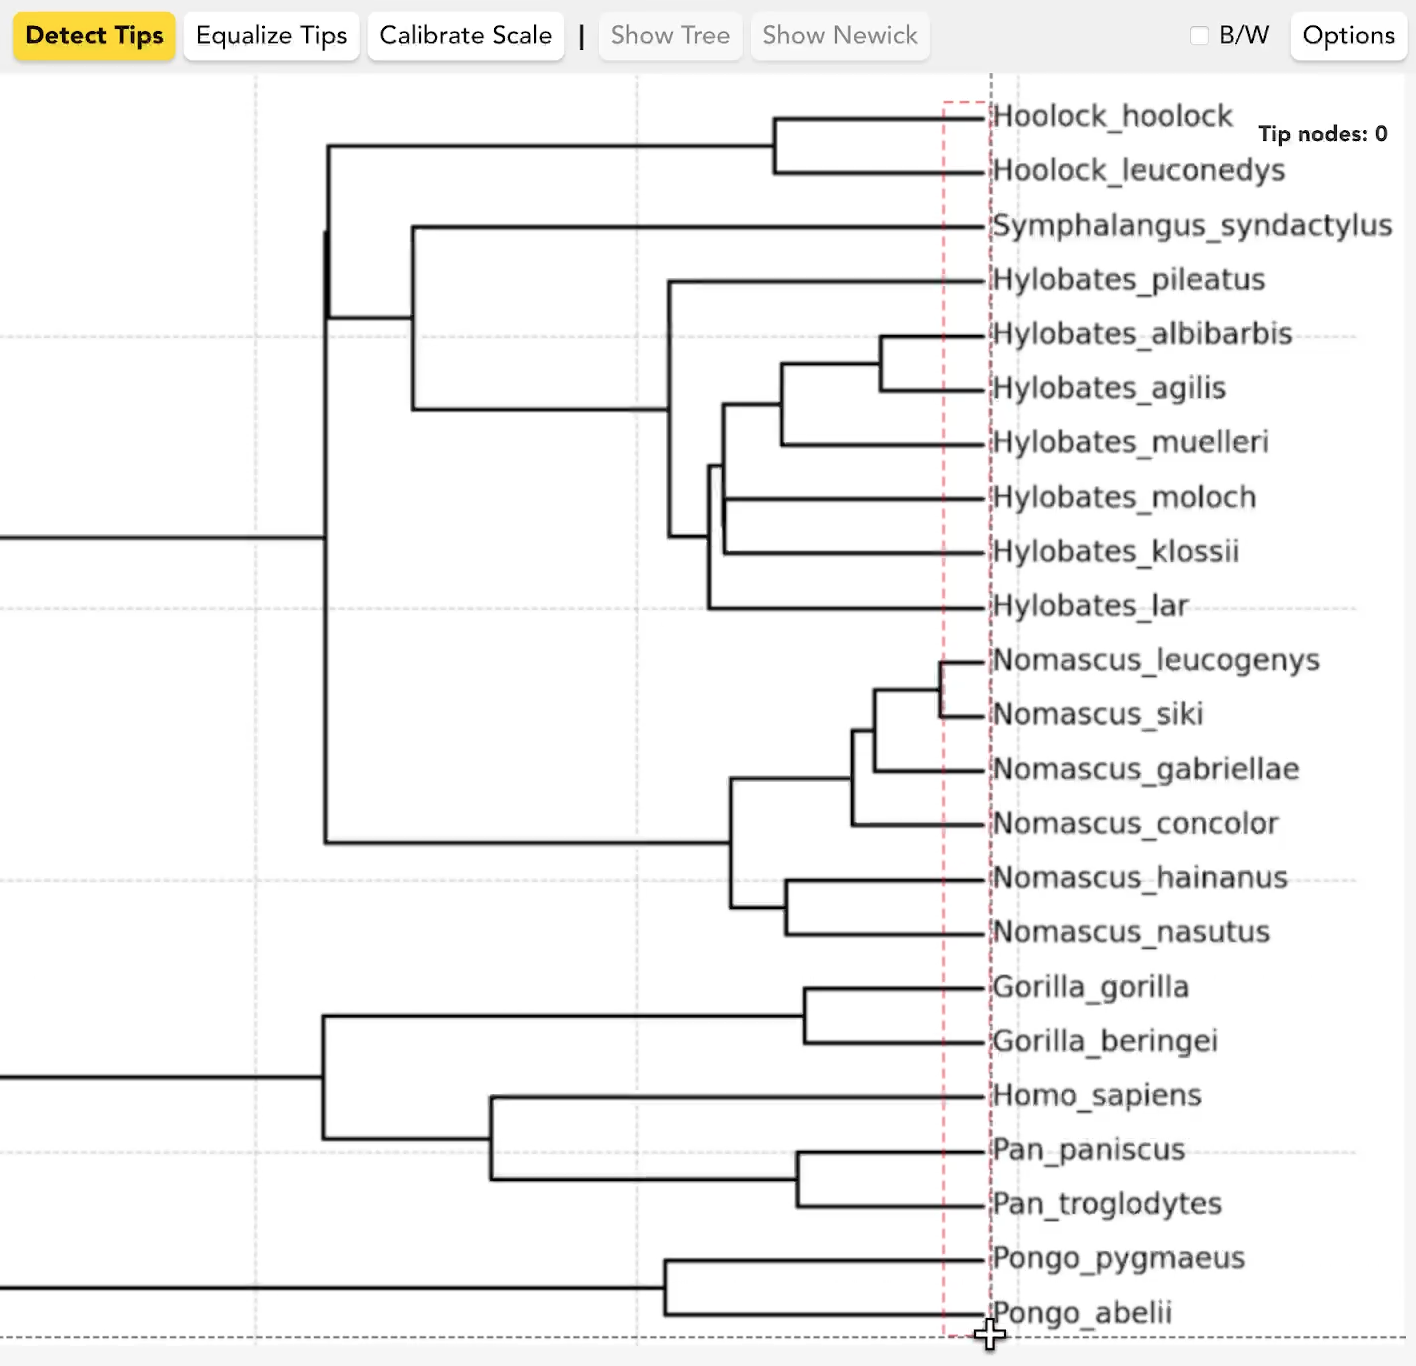 Detect Tips Equalize Tips Calibrate Scale | Show Tree Show Newick B/W Options
Hoolock_hoolock
Tip nodes: 0
Hoolock_leuconedys
Symphalangus_syndactylus
Hylobates_pileatus
Hylobates_albibarbis
Hylobates_agilis
Hylobates_muelleri
Hylobates_moloch
Hylobates_klossii
Hylobates_lar
Nomascus_leucogenys
Nomascus_siki
Nomascus_gabriellae
Nomascus_concolor
Nomascus_hainanus
Nomascus_nasutus
Gorilla_gorilla
Gorilla_beringei
Homo_sapiens
Pan_paniscus
Pan_troglodytes
Pongo_pygmaeus
Pongo_abelii